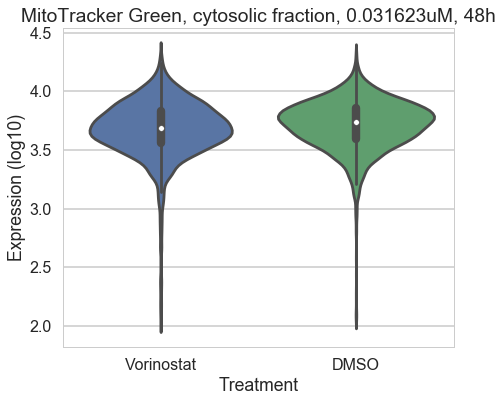 MitoTracker Green, cytosolic fraction, 0.031623uM, 48h
4.5
4.0
3.5
3.0
2.5
2.0
Expression (log10)
Vorinostat DMSO
Treatment